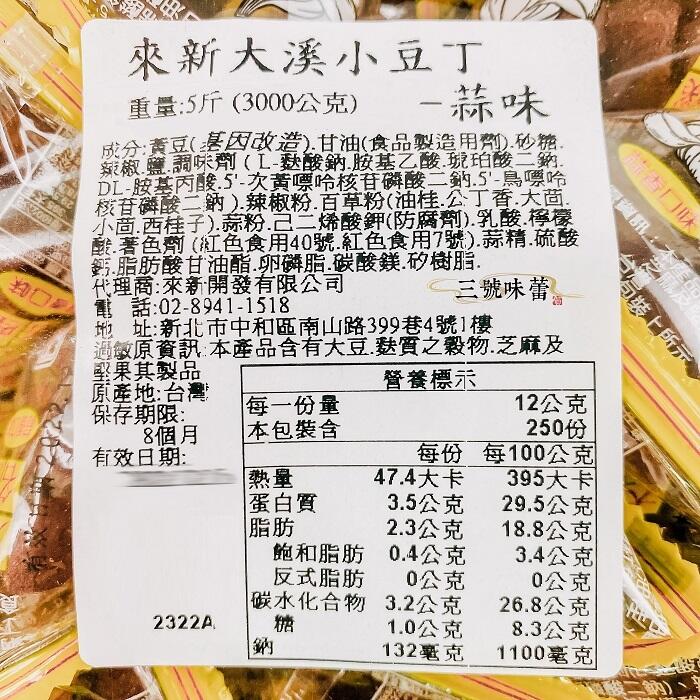 來新大溪小豆丁
重量:5斤 (3000公克) －蒜味
成分:黃豆(基因改造).甘油(食品製造用劑).砂糖.
辣椒.鹽.調味劑 (L-麩酸鈉.胺基乙酸.琥珀酸二鈉.
DL-胺基丙酸.5'-次黃嘌呤核苷磷酸二鈉.5'-鳥嘌呤
核苷磷酸二鈉).辣椒粉.百草粉(油桂.公丁香.大茴.
小茴.西桂子).蒜粉.己二烯酸鉀(防腐劑).乳酸.檸檬
酸.著色劑 (紅色食用40號.紅色食用7號).蒜精.硫酸
鈣.脂肪酸甘油酯.卵磷脂.碳酸鎂.矽樹脂.
代理商:來新開發有限公司
三號味蕾
電 話:02-8941-1518
地 址:新北市中和區南山路399巷4號1樓
過敏原資訊:本產品含有大豆.麩質之穀物.芝麻及
堅果其製品
原產地:台灣
保存期限:
8個月
有效日期:
2322A
營養標示
每一份量 12公克
本包裝含 250份
每份 每100公克
熱量 47.4大卡 395大卡
蛋白質 3.5公克 29.5公克
脂肪 2.3公克 18.8公克
飽和脂肪 0.4公克 3.4公克
反式脂肪 0公克 0公克
碳水化合物 3.2公克 26.8公克
糖 1.0公克 8.3公克
鈉 132毫克 1100毫克
蒜香口味